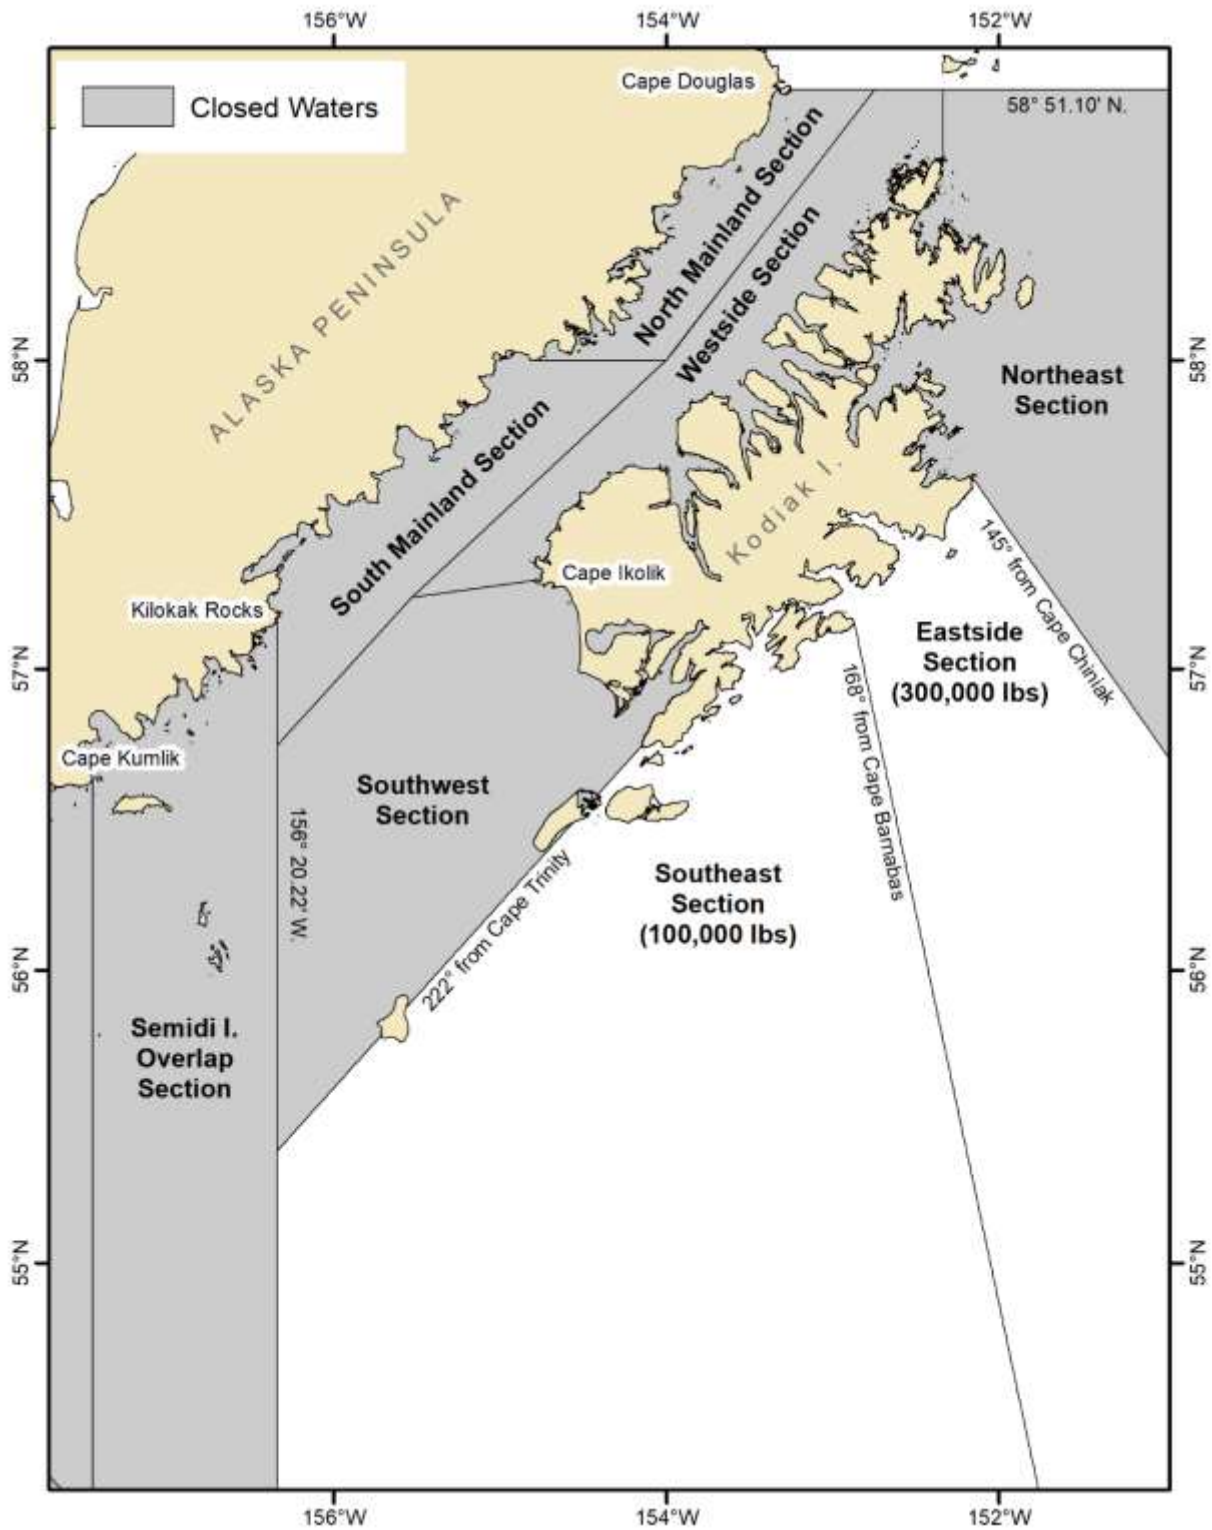 156°W
154°W
152°W
Closed Waters
Cape Douglas
58° 51.10' N.
North Mainland Section
Westside Section
ALASKA PENINSULA
58°N
58°N
Northeast
Section
South Mainland Section
Kodiak I.
Cape Ikolik
Kilokak Rocks
145° from Cape Chiniak
Eastside
Section
(300,000 lbs)
57°N
57°N
168° from Cape Barnabas
Cape Kumlik
Southwest
Section
156° 20.22' W.
222° from Cape Trinity
Southeast
Section
(100,000 lbs)
56°N
56°N
Semidi I.
Overlap
Section
55°N
55°N
156°W
154°W
152°W